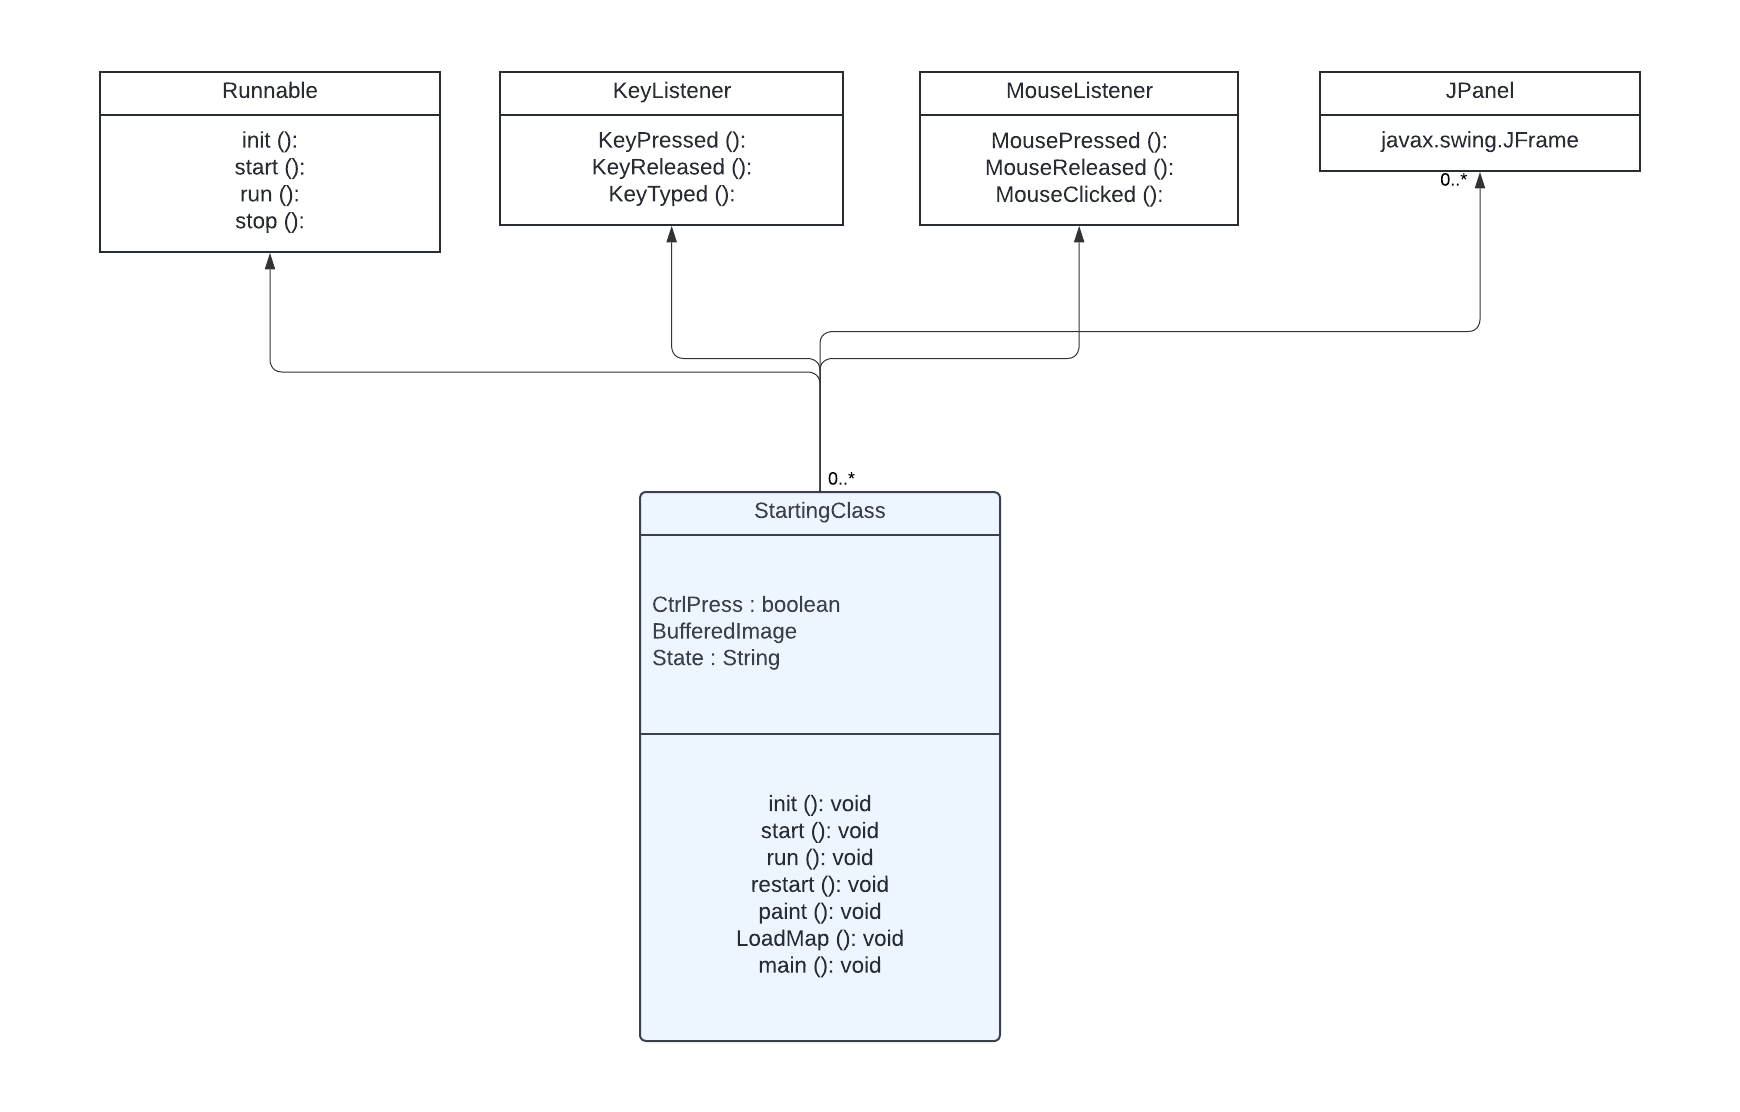 Runnable
init ():
start ():
run ():
stop ():
KeyListener
KeyPressed ():
KeyReleased ():
KeyTyped ():
MouseListener
MousePressed ():
MouseReleased ():
MouseClicked ():
JPanel
javax.swing.JFrame
0..*
0..*
StartingClass
CtrlPress : boolean
BufferedImage
State : String
init (): void
start (): void
run (): void
restart (): void
paint (): void
LoadMap (): void
main (): void